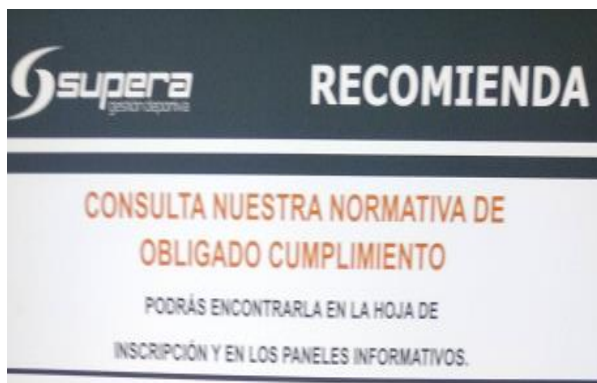 supera
gestión deportiva
RECOMIENDA
CONSULTA NUESTRA NORMATIVA DE
OBLIGADO CUMPLIMIENTO
PODRÁS ENCONTRARLA EN LA HOJA DE
INSCRIPCIÓN Y EN LOS PANELES INFORMATIVOS.